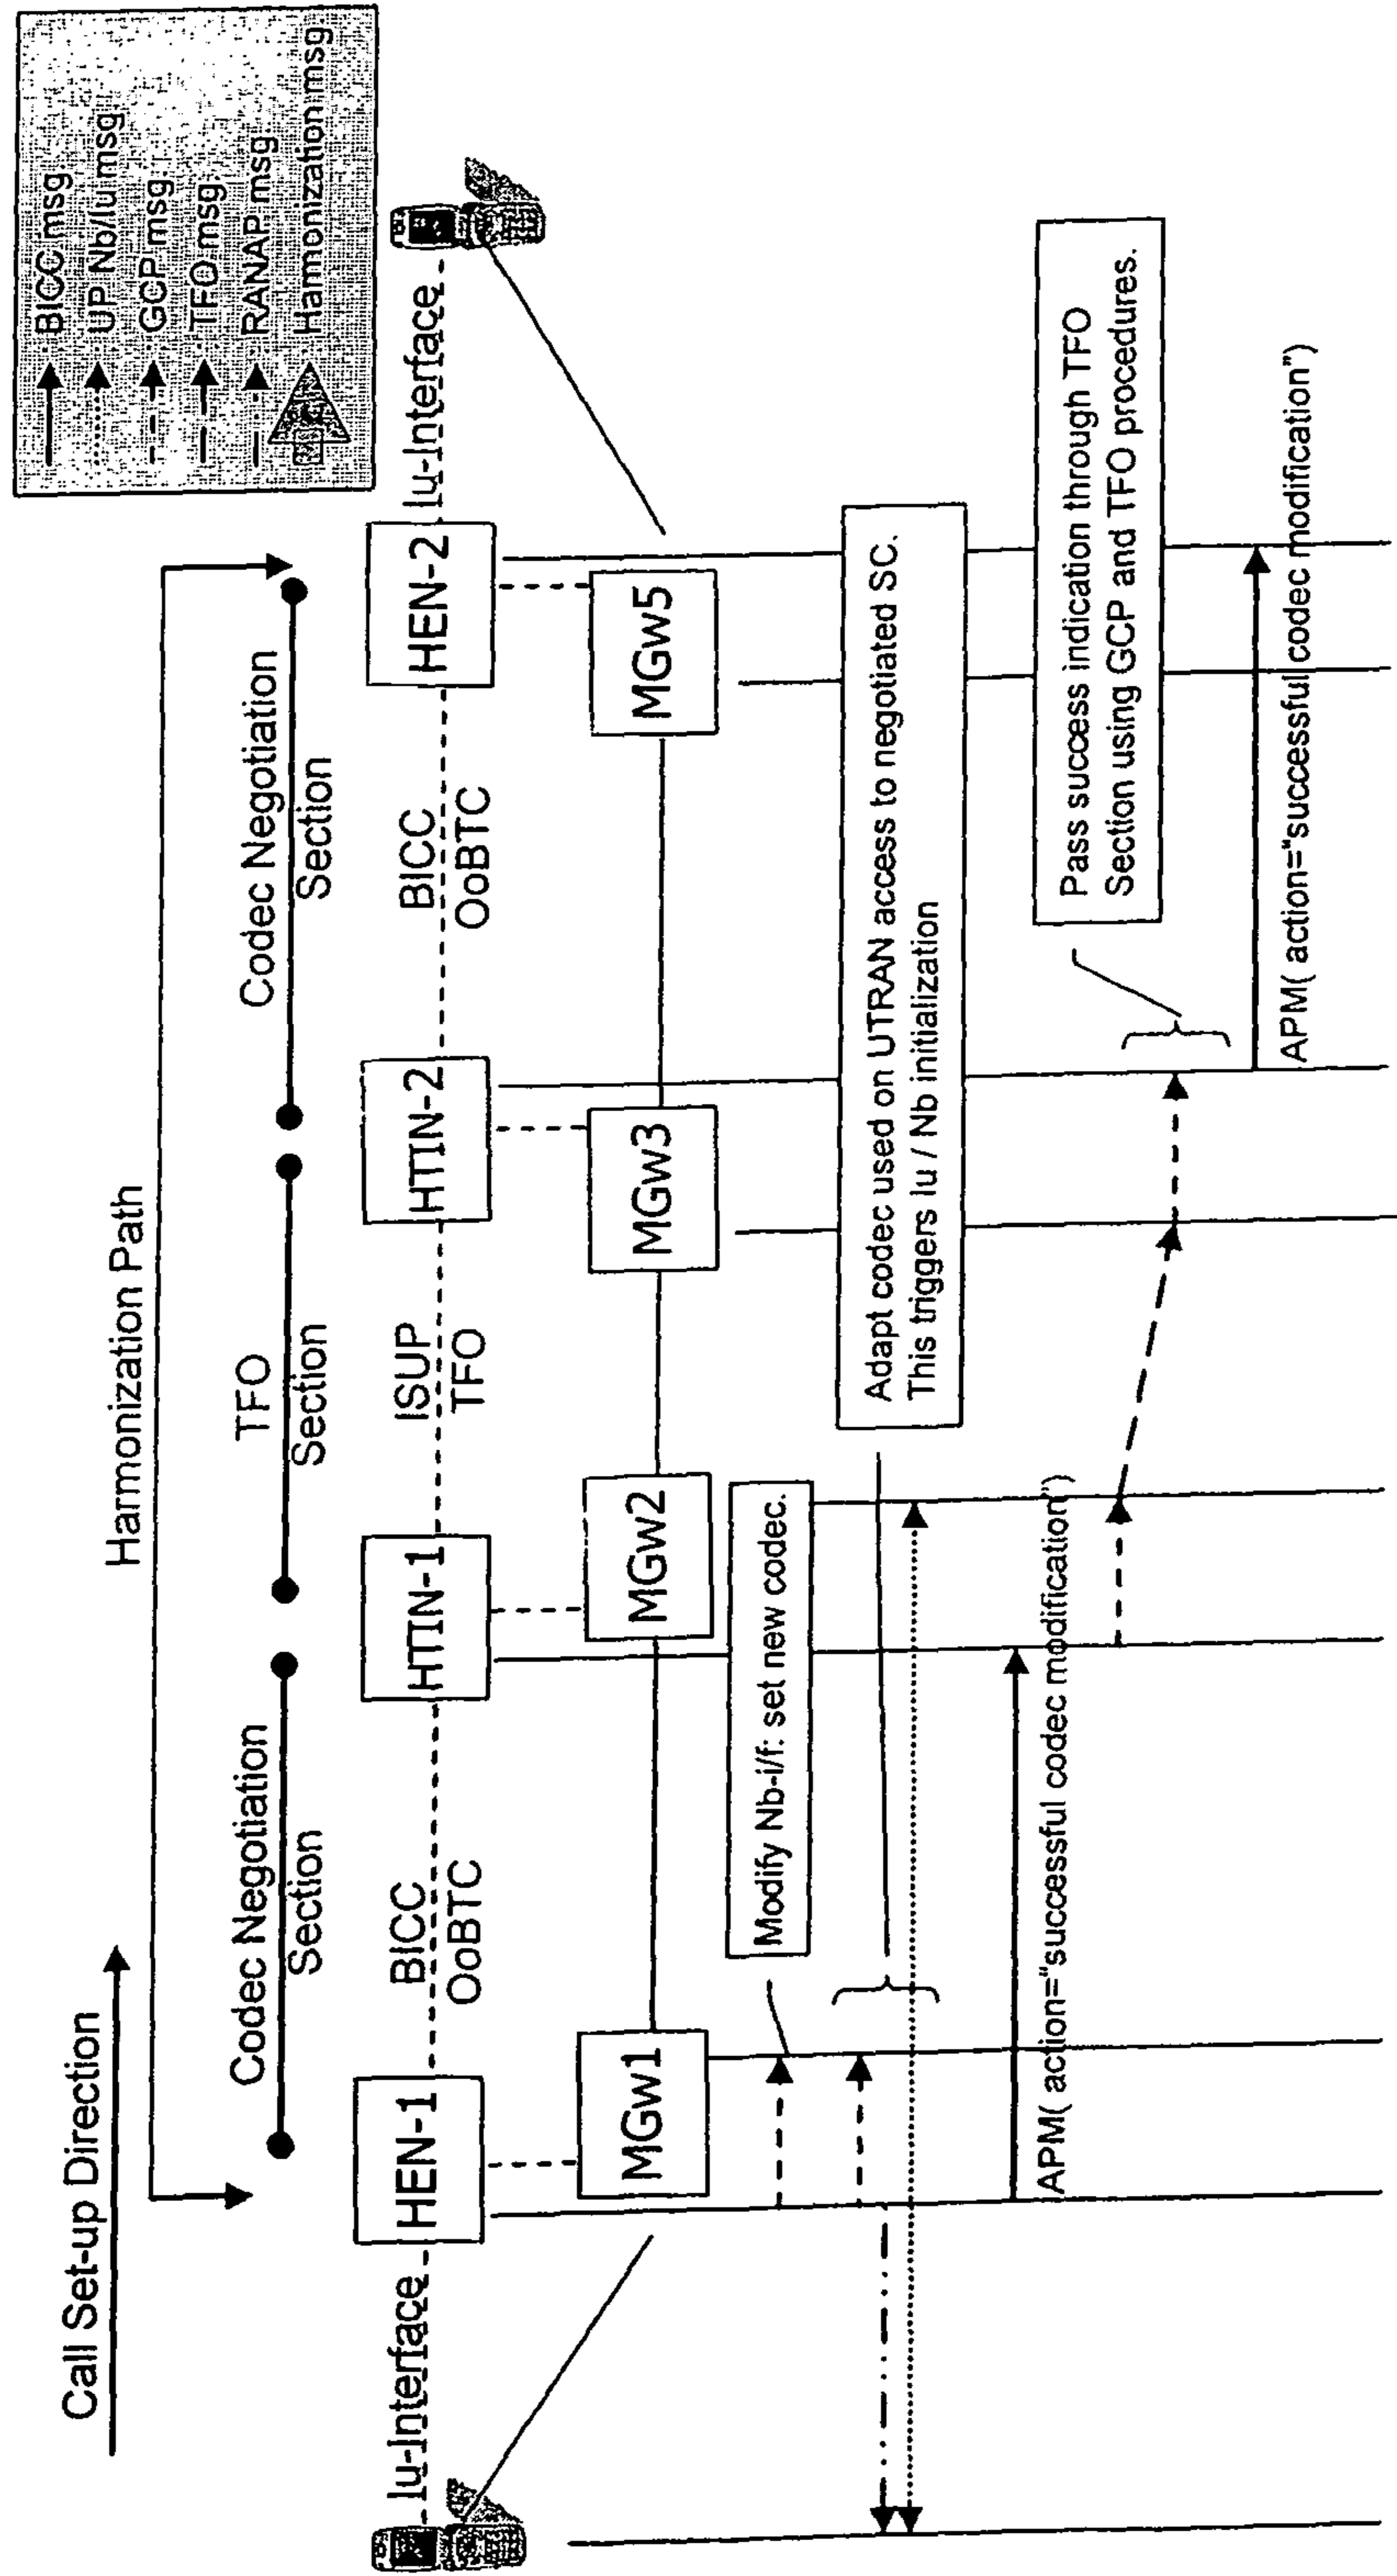 Call Set-up Direction
Harmonization Path
BICC msg.
UP Nb/Iu msg
GCP msg.
TFO msg.
RANAP msg.
Harmonization msg.
Codec Negotiation
Section
TFO
Section
Codec Negotiation
Section
Iu-Interface
HEN-1
BICC
OoBTC
HTIN-1
ISUP
TFO
HTIN-2
BICC
OoBTC
HEN-2
Iu-Interface
MGw1
MGw2
MGw3
MGw5
Modify Nb-i/f: set new codec.
Adapt codec used on UTRAN access to negotiated SC.
This triggers Iu / Nb initialization
APM( action="successful codec modification")
Pass success indication through TFO
Section using GCP and TFO procedures.
APM( action="successful codec modification")